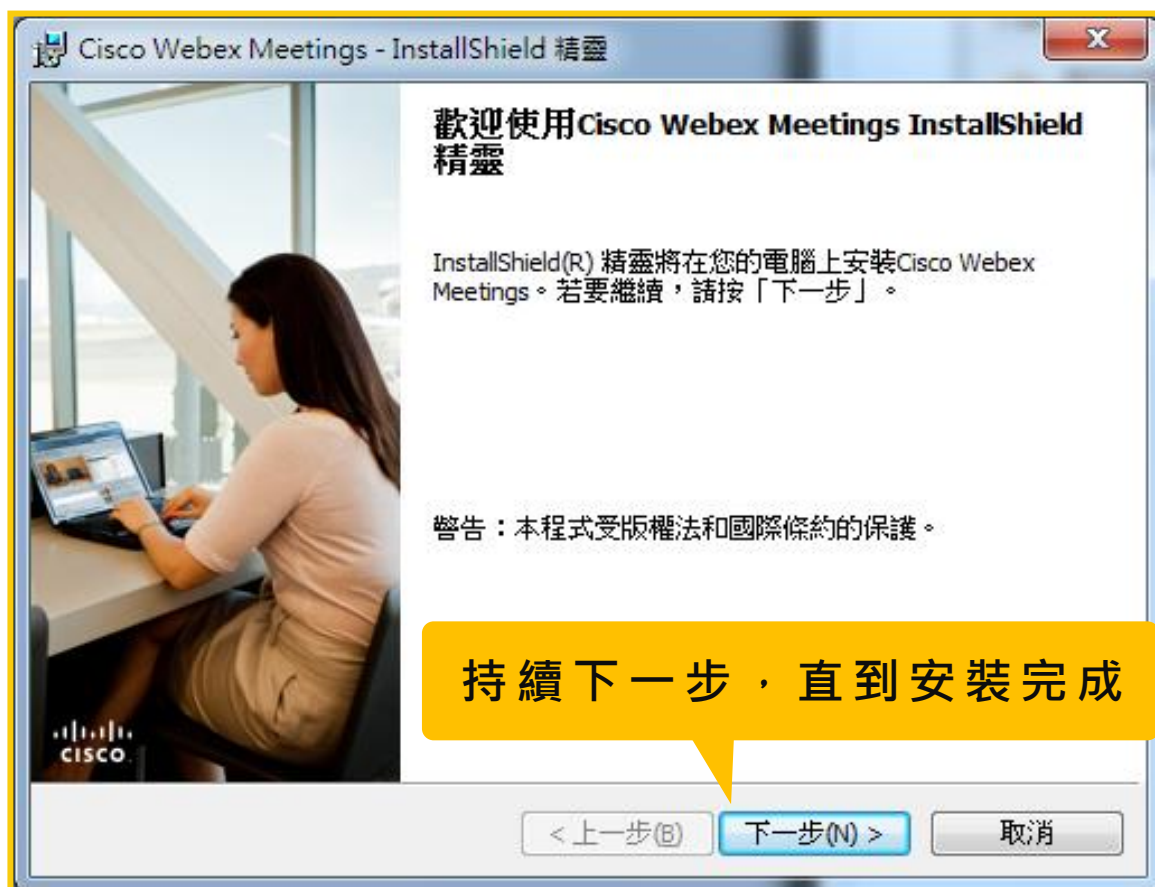 Cisco Webex Meetings - InstallShield 精靈
歡迎使用Cisco Webex Meetings InstallShield
精靈
InstallShield(R) 精靈將在您的電腦上安裝Cisco Webex
Meetings。若要繼續，請按「下一步」。
警告：本程式受版權法和國際條約的保護。
持續下一步，直到安裝完成
CISCO
<上一步(B)
下一步(N) >
取消